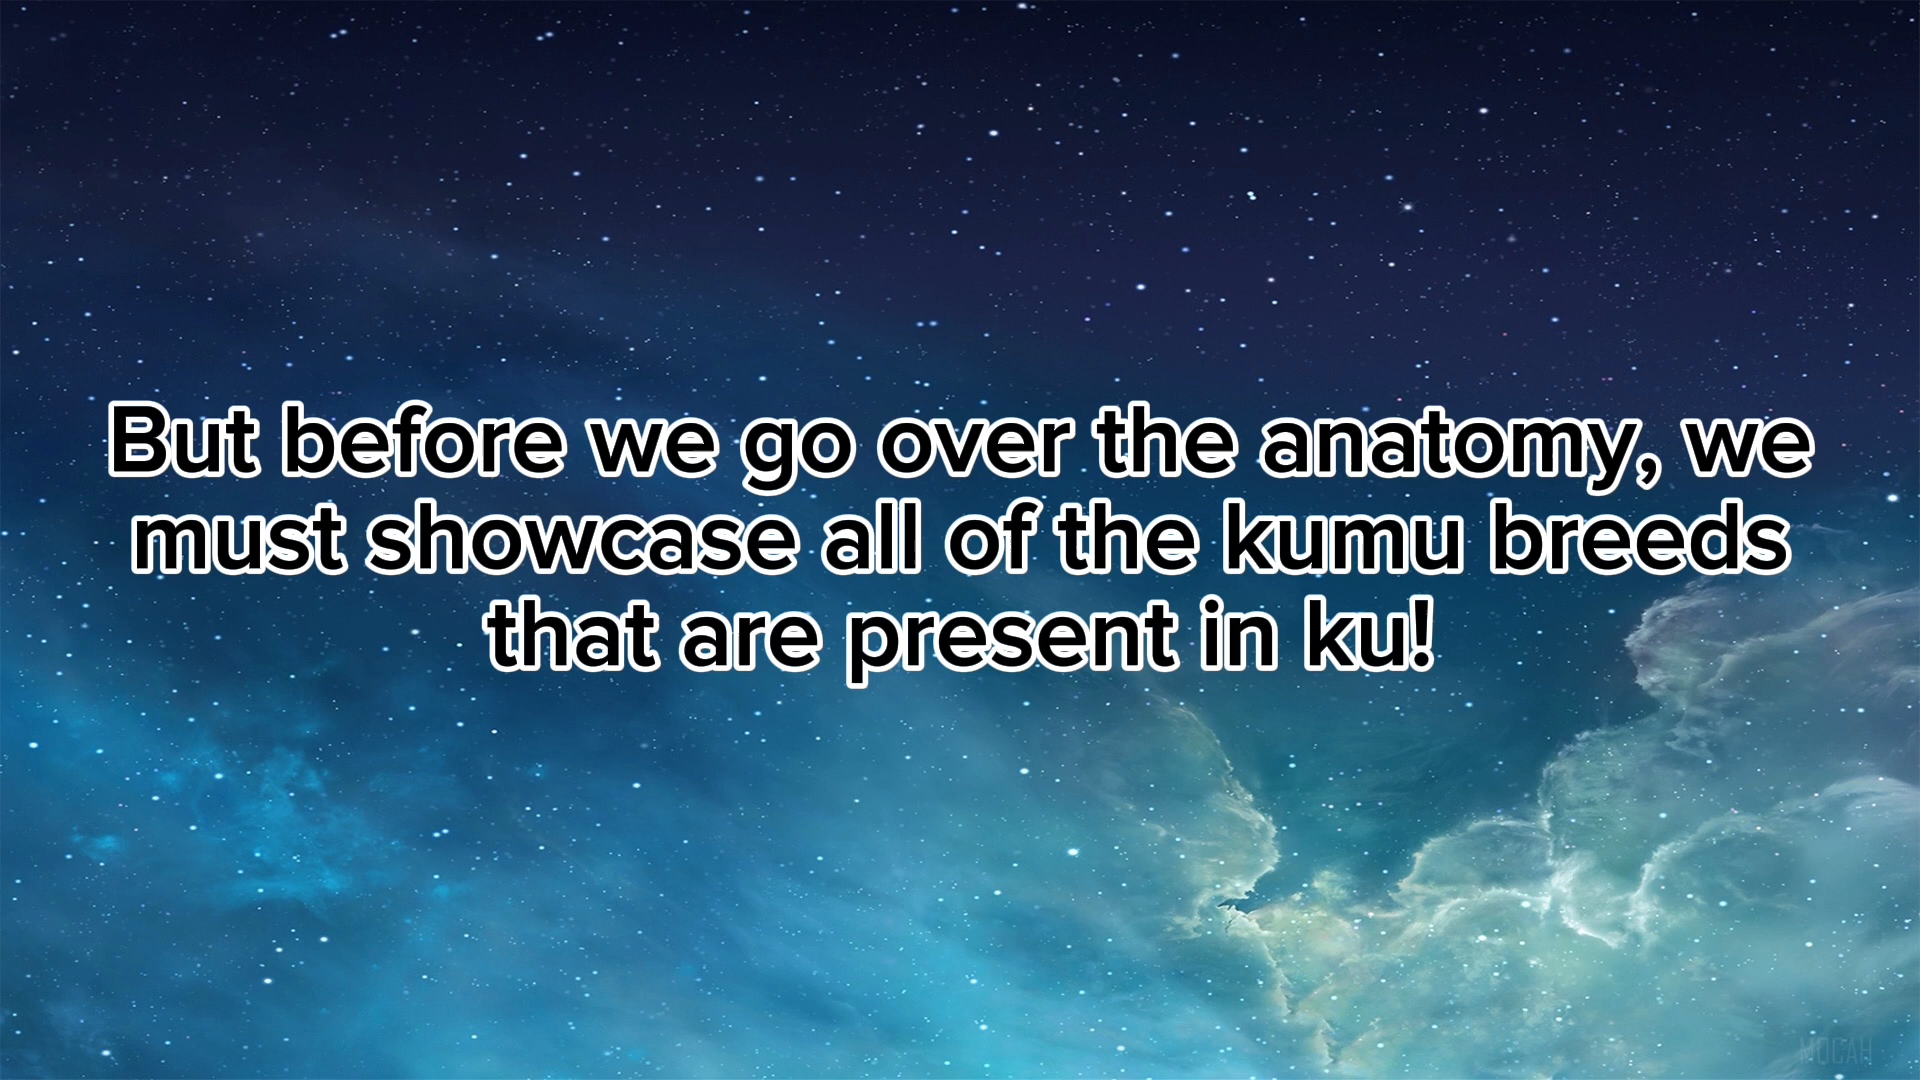 But before we go over the anatomy, we
must showcase all of the kumu breeds
that are present in ku!
MOCAH